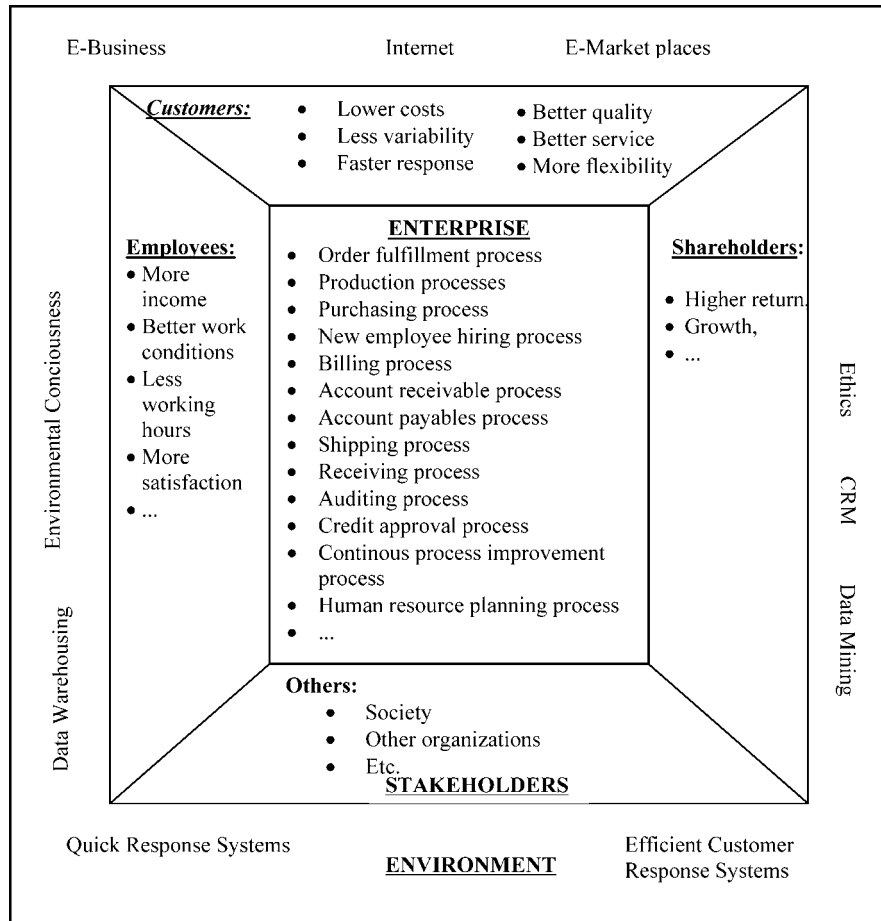 E-Business
Internet
E-Market places
Customers:
• Lower costs
• Less variability
• Faster response
• Better quality
• Better service
• More flexibility
Employees:
• More
income
• Better work
conditions
• Less
working
hours
• More
satisfaction
• ...
ENTERPRISE
• Order fulfillment process
• Production processes
• Purchasing process
• New employee hiring process
• Billing process
• Account receivable process
• Account payables process
• Shipping process
• Receiving process
• Auditing process
• Credit approval process
• Continous process improvement
process
• Human resource planning process
• ...
Shareholders:
• Higher return,
• Growth,
• ...
Environmental Conciousness
Data Warehousing
Ethics
CRM
Data Mining
Others:
• Society
• Other organizations
• Etc.
STAKEHOLDERS
Quick Response Systems
ENVIRONMENT
Efficient Customer
Response Systems